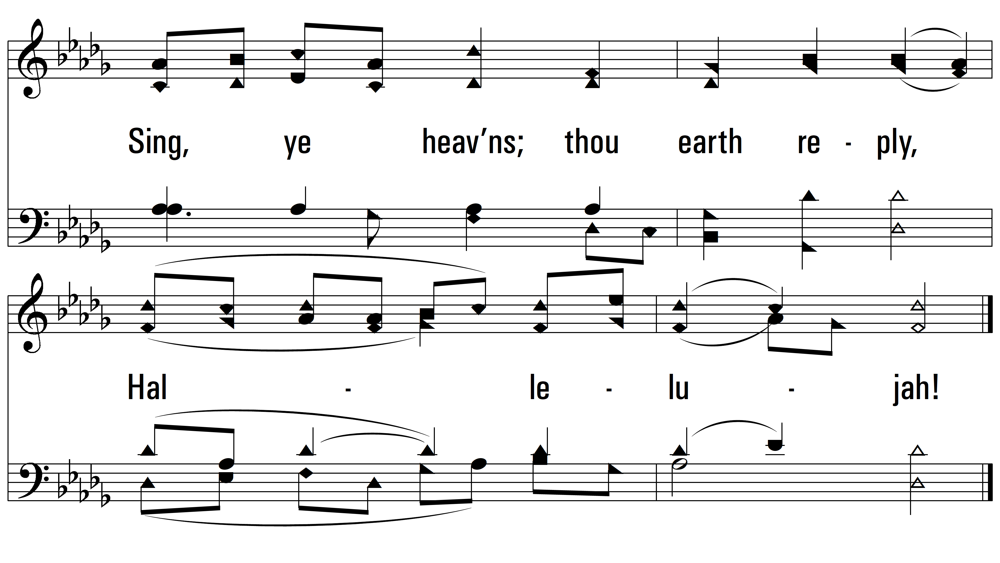 Sing, ye heav’ns; thou earth re - ply,
Hal - le - lu - jah!